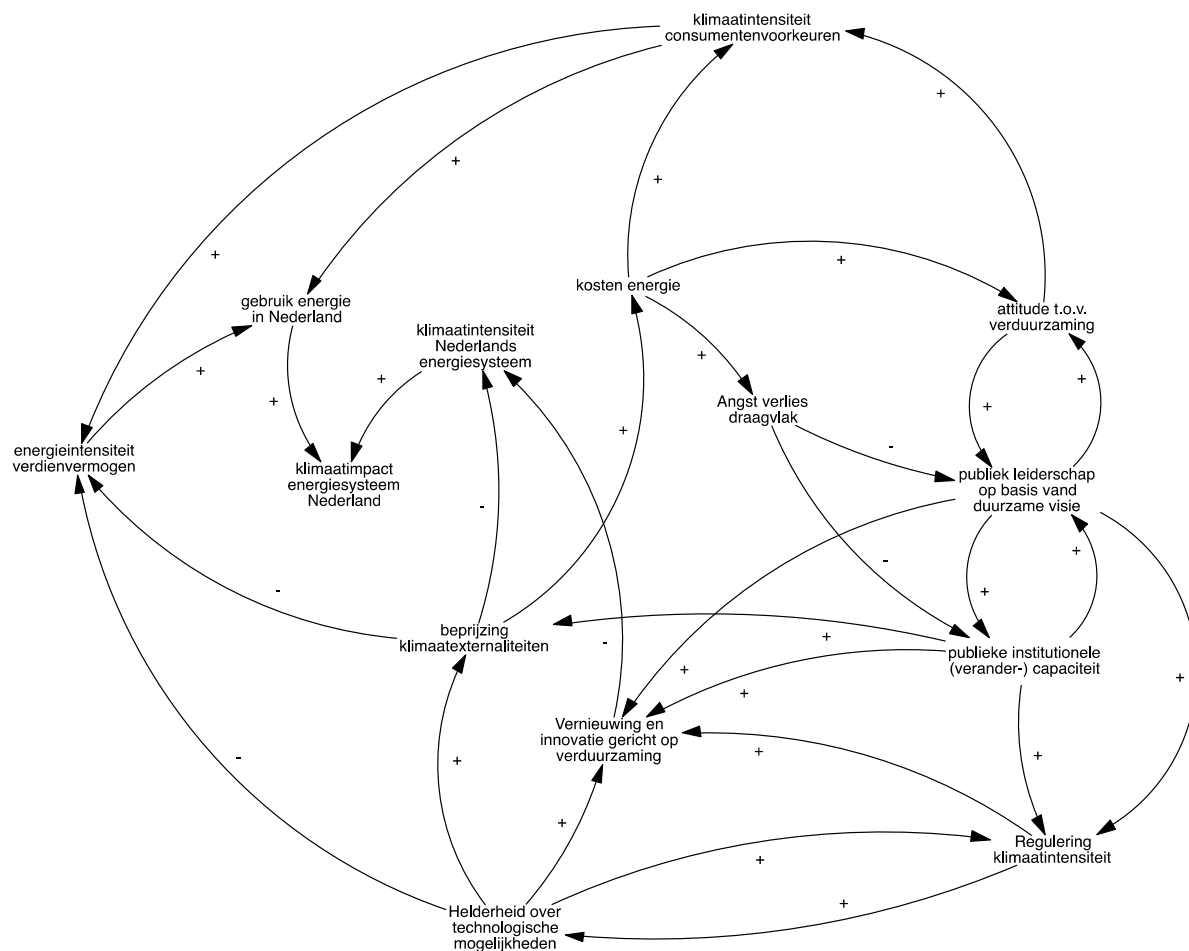 klimaatintensiteit
consumentenvoorkeuren
+
+
+
+
kosten energie
+
gebruik energie
in Nederland
attitude t.o.v.
verduurzaming
klimaatintensiteit
Nederlands
energiesysteem
+
+
+
+
+
+
Angst verlies
draagvlak
+
-
energieintensiteit
verdienvermogen
klimaatimpact
energiesysteem
Nederland
publiek leiderschap
op basis vand
duurzame visie
-
+
-
-
+
beprijzing
klimaatexternaliteiten
+
-
publieke institutionele
(verander-) capaciteit
+
+
+
Vernieuwing en
innovatie gericht op
verduurzaming
-
+
+
+
+
Regulering
klimaatintensiteit
+
+
Helderheid over
technologische
mogelijkheden